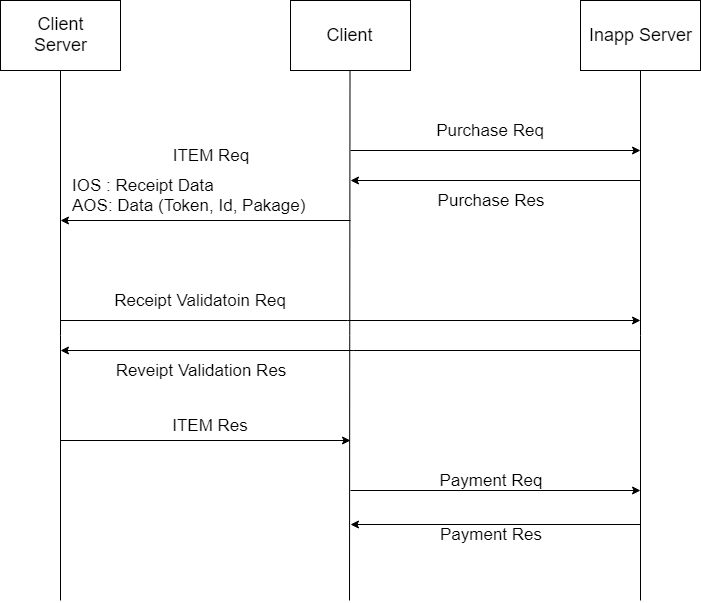 Client
Server
Client
Inapp Server
Purchase Req
ITEM Req
IOS : Receipt Data
AOS: Data (Token, Id, Pakage)
Purchase Res
Receipt Validatoin Req
Reveipt Validation Res
ITEM Res
Payment Req
Payment Res